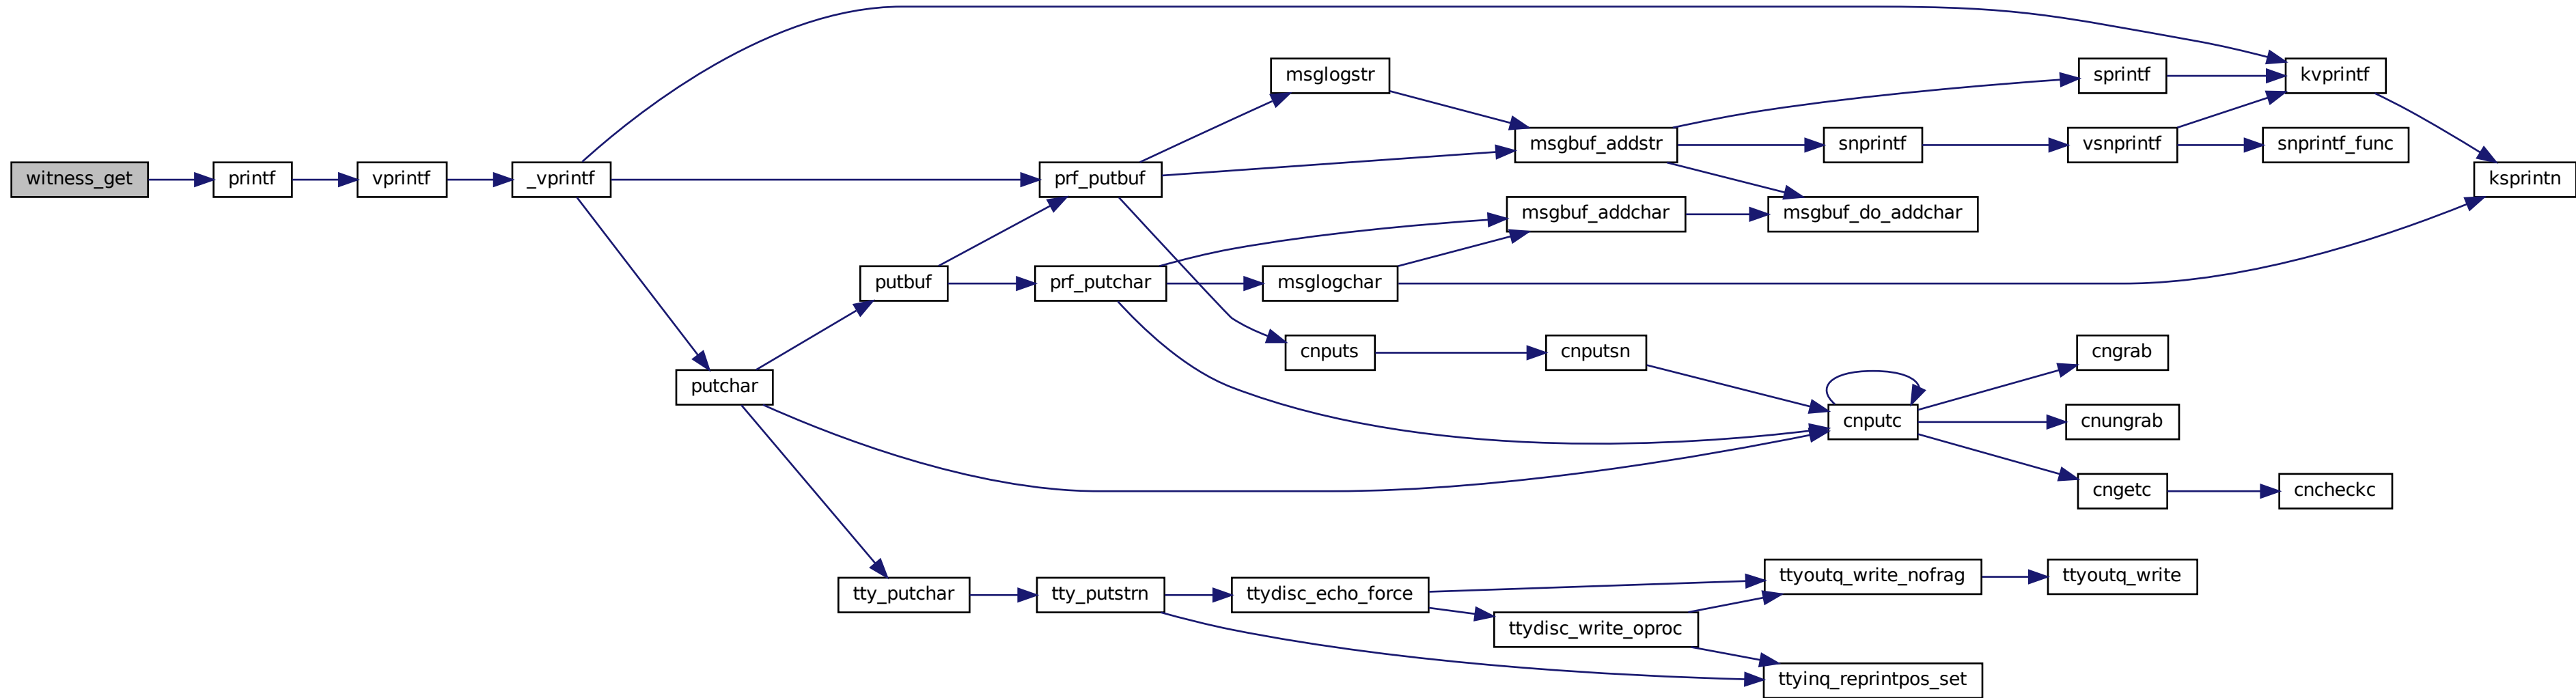 msglogstr
sprintf
kvprintf
msgbuf_addstr
snprintf
vsnprintf
snprintf_func
witness_get
printf
vprintf
_vprintf
prf_putbuf
ksprintn
msgbuf_addchar
msgbuf_do_addchar
putbuf
prf_putchar
msglogchar
cnputs
cnputsn
cngrab
putchar
cnputc
cnungrab
cngetc
cncheckc
tty_putchar
tty_putstrn
ttydisc_echo_force
ttyoutq_write_nofrag
ttyoutq_write
ttydisc_write_oproc
ttyinq_reprintpos_set